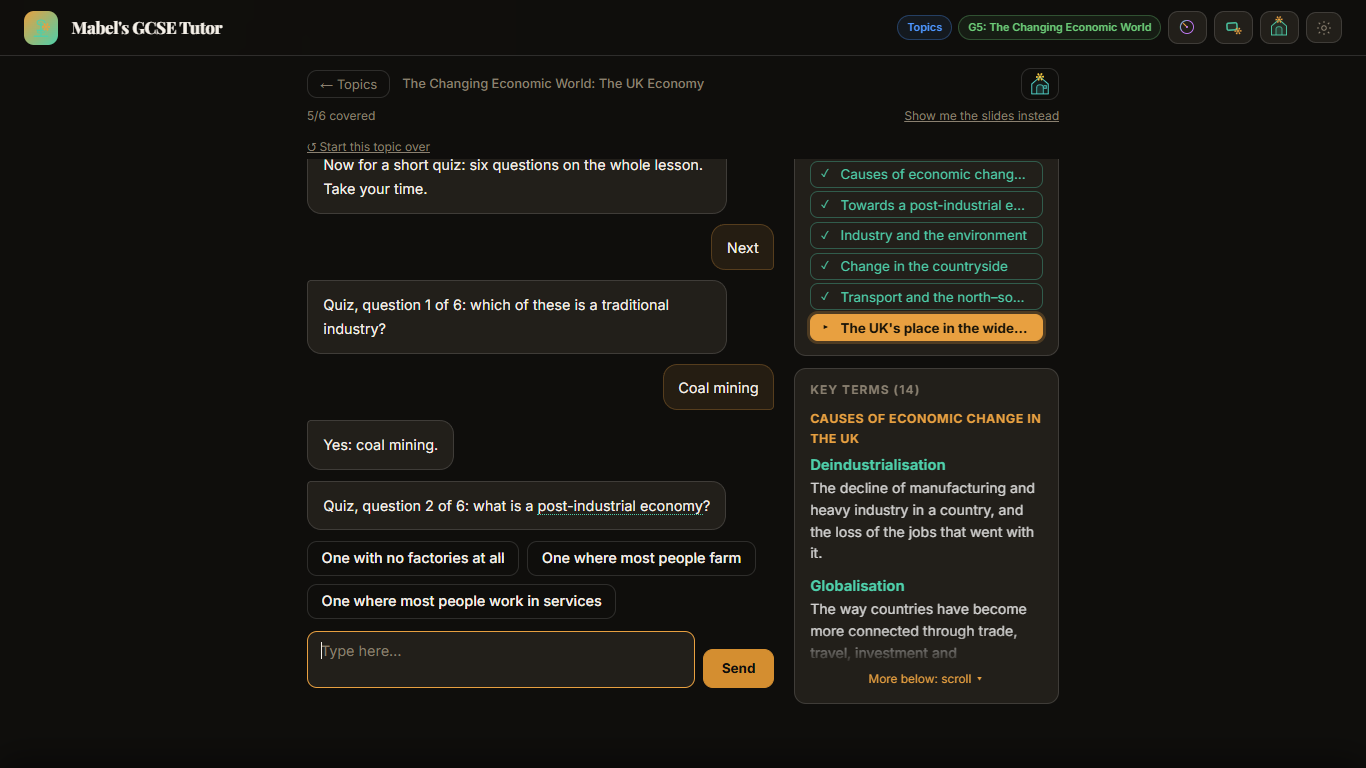 Mabel's GCSE Tutor
Topics
G5: The Changing Economic World
← Topics
The Changing Economic World: The UK Economy
5/6 covered
Show me the slides instead
↺ Start this topic over
Now for a short quiz: six questions on the whole lesson.
Take your time.
Next
Quiz, question 1 of 6: which of these is a traditional
industry?
Coal mining
Yes: coal mining.
Quiz, question 2 of 6: what is a post-industrial economy?
One with no factories at all
One where most people farm
One where most people work in services
Type here...
Send
✓ Causes of economic chang...
✓ Towards a post-industrial e...
✓ Industry and the environment
✓ Change in the countryside
✓ Transport and the north–so...
▸ The UK's place in the wide...
KEY TERMS (14)
CAUSES OF ECONOMIC CHANGE IN
THE UK
Deindustrialisation
The decline of manufacturing and
heavy industry in a country, and
the loss of the jobs that went with
it.
Globalisation
The way countries have become
more connected through trade,
travel, investment and
More below: scroll ▾